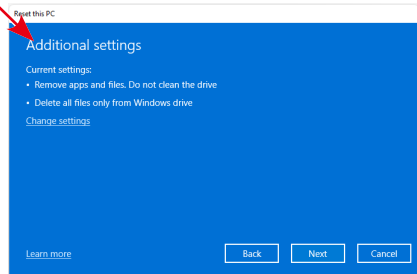 Reset this PC
Additional settings
Current settings:
• Remove apps and files. Do not clean the drive
• Delete all files only from Windows drive
Change settings
Learn more
Back
Next
Cancel